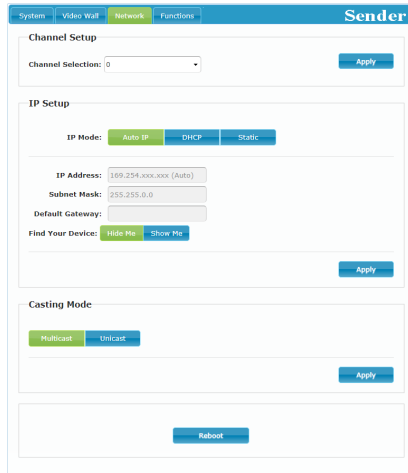 System Video Wall Network Functions Sender
Channel Setup
Channel Selection: 0 Apply
IP Setup
IP Mode: Auto IP DHCP Static
IP Address: 169.254.xxx.xxx (Auto)
Subnet Mask: 255.255.0.0
Default Gateway:
Find Your Device: Hide Me Show Me
Apply
Casting Mode
Multicast Unicast
Apply
Reboot